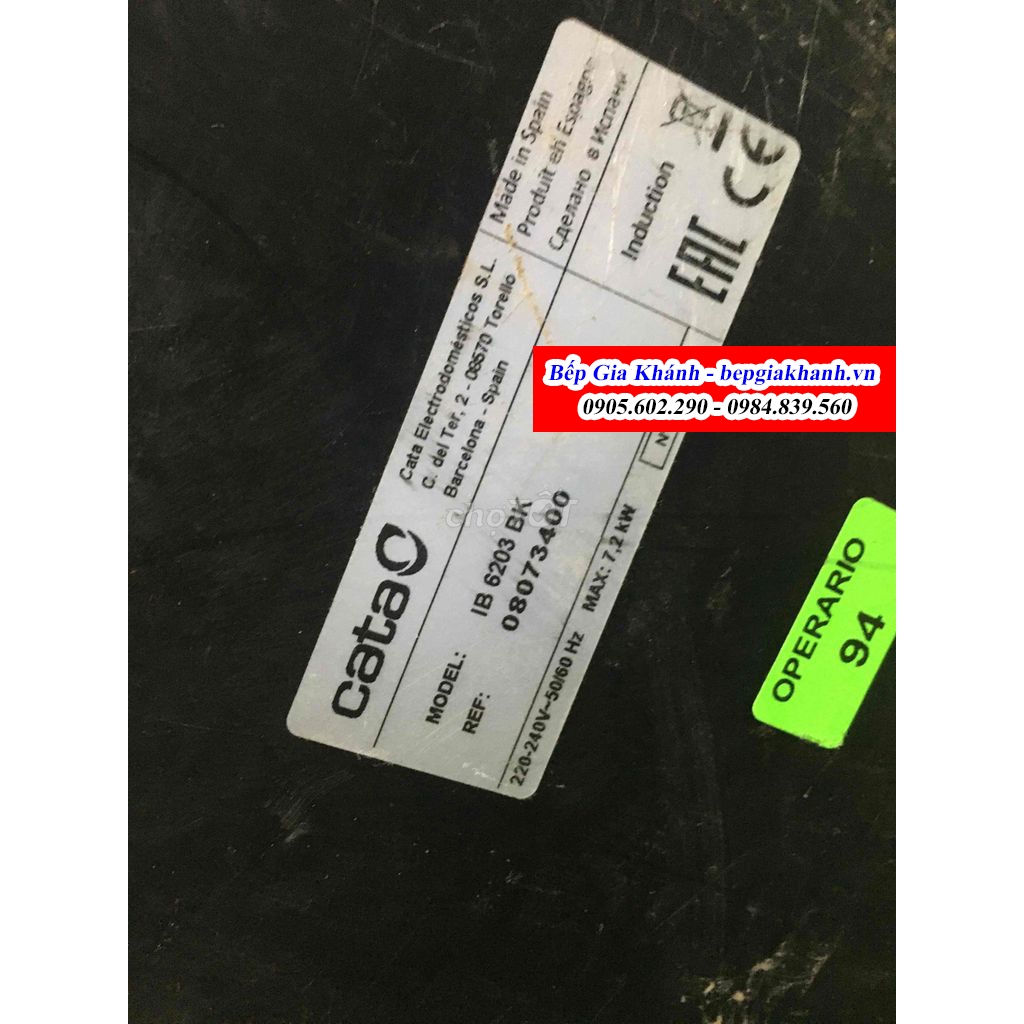 cata
Cata Electrodomésticos S.L.
C. del Ter, 2 - 08570 Torello
Barcelona - Spain
Made in Spain
Produit en Espagne
Сделано в Испании
MODEL: IB 6203 BK
REF: 08073400
Induction
EAC
CE
220-240V~50/60 Hz MAX: 7,2 kW
N
Bếp Gia Khánh - bepgiakhanh.vn
0905.602.290 - 0984.839.560
chợTỐT
OPERARIO
94